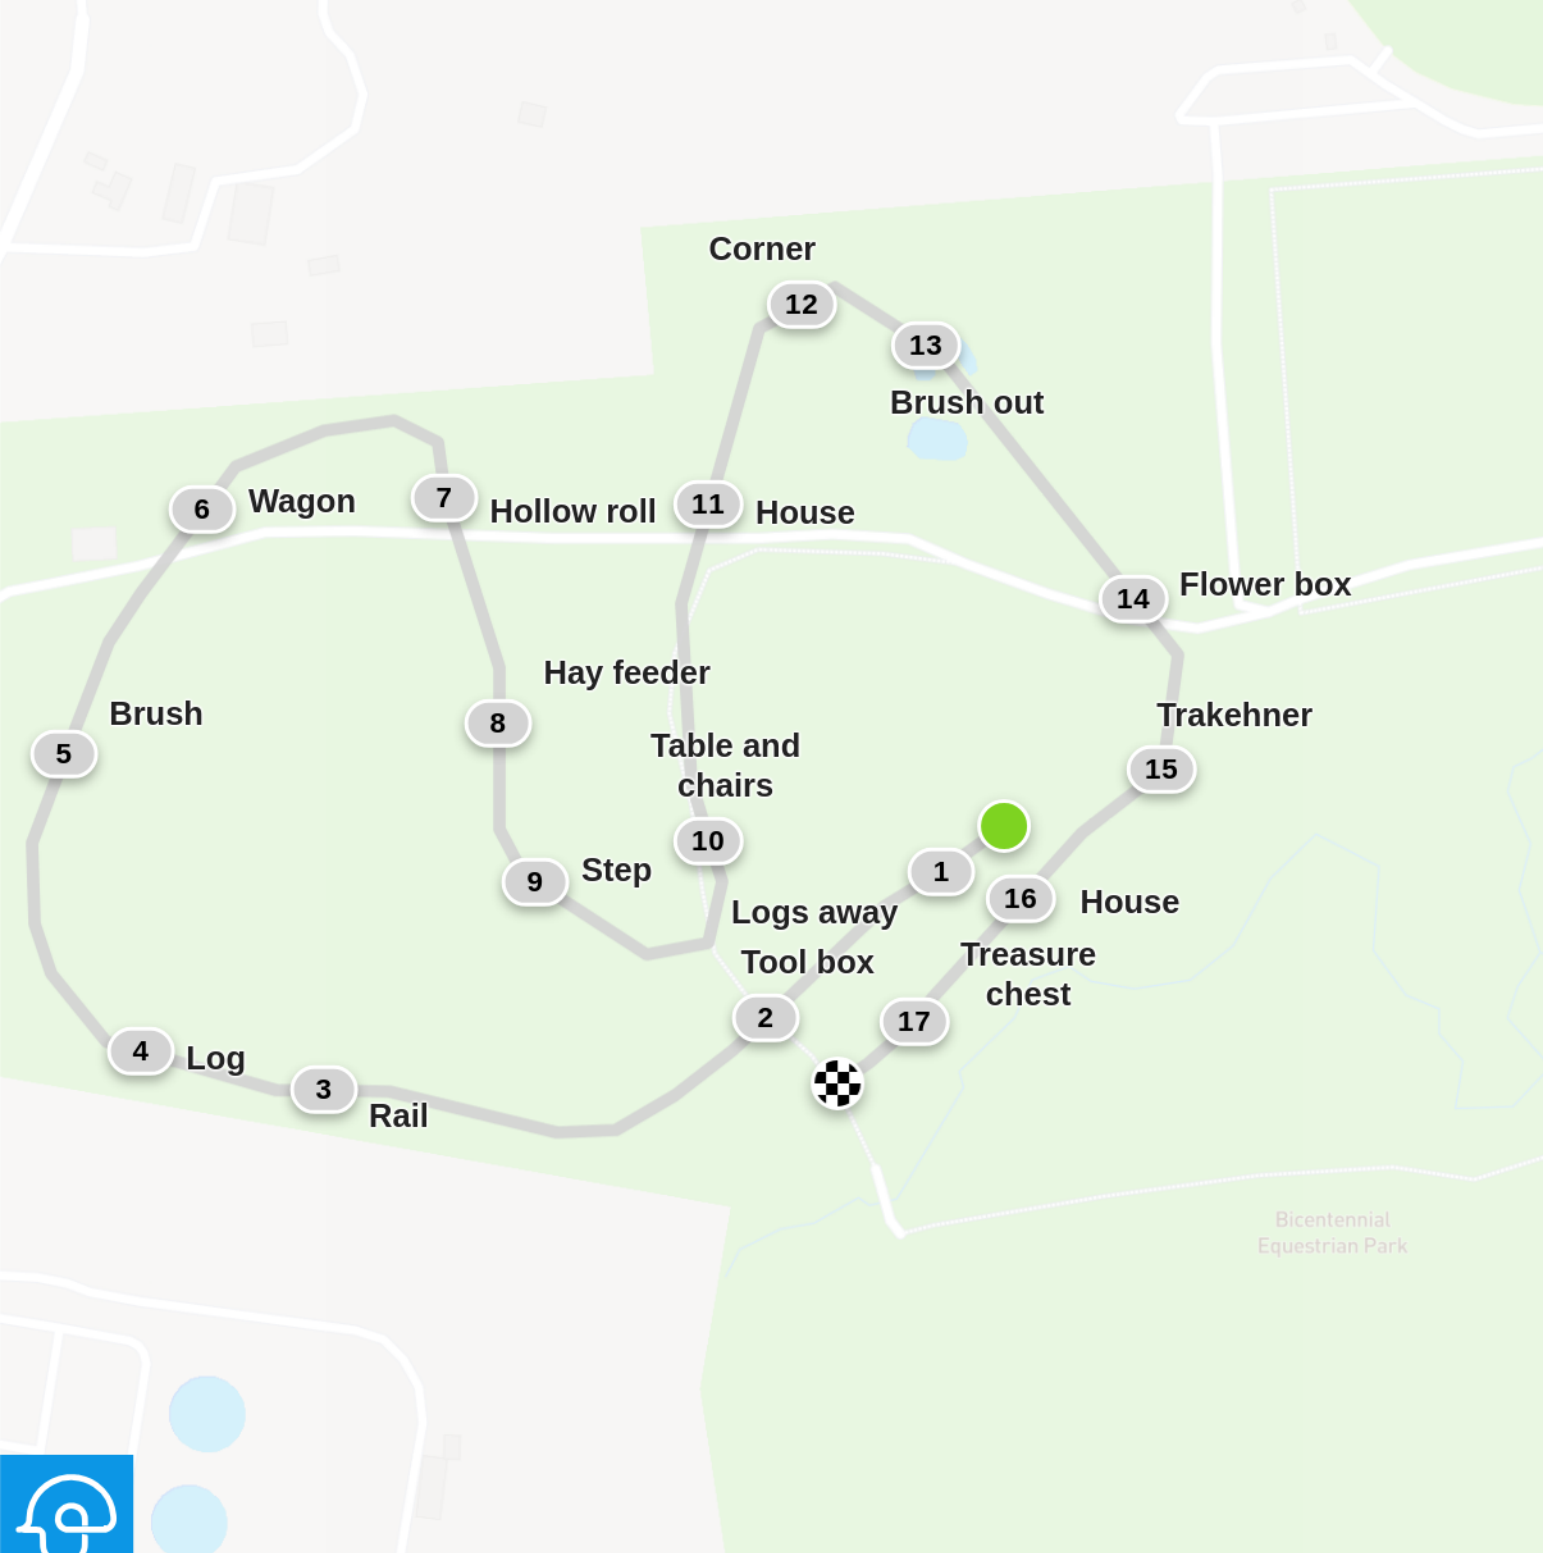 Corner
12
13
Brush out
6
Wagon
7
Hollow roll
11
House
14
Flower box
Hay feeder
Brush
5
8
Trakehner
15
Table and
chairs
10
1
9
Step
16
House
Logs away
Tool box
Treasure
chest
2
17
4
Log
3
Rail
Bicentennial
Equestrian Park